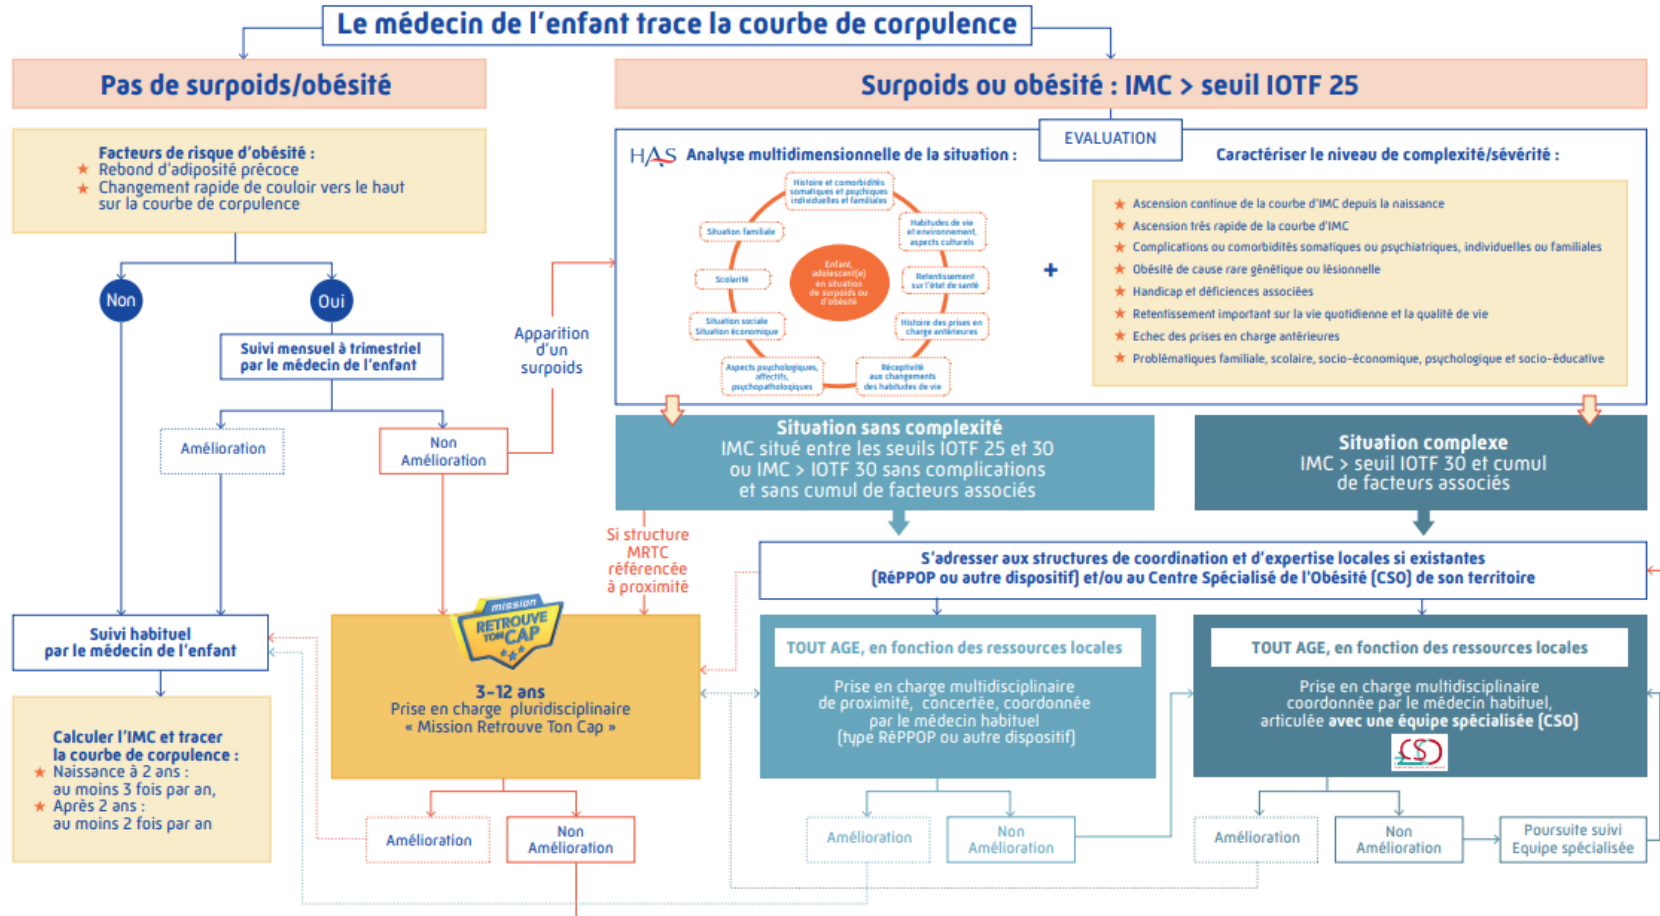 Le médecin de l'enfant trace la courbe de corpulence
Pas de surpoids/obésité
Surpoids ou obésité : IMC > seuil IOTF 25
Facteurs de risque d'obésité :
Rebond d'adiposité précoce
Changement rapide de couloir vers le haut
sur la courbe de corpulence
Non
Oui
Suivi mensuel à trimestriel
par le médecin de l'enfant
Amélioration
Non
Amélioration
Apparition
d'un
surpoids
EVALUATION
HAS
Analyse multidimensionnelle de la situation :
Histoire et comorbidités
somatiques et psychiques
individuelles et familiales
Habitudes de vie
et environnement,
aspects culturels
Retentissement
sur l'état de santé
Histoire des prises en
charge antérieures
Réceptivité
aux changements
des habitudes de vie
Aspects psychologiques,
affectifs,
psychopathologiques
Situation sociale
Situation économique
Scolarité
Situation familiale
Enfant,
adolescent(e)
en situation
de surpoids ou
d'obésité
+
Caractériser le niveau de complexité/sévérité :
Ascension continue de la courbe d'IMC depuis la naissance
Ascension très rapide de la courbe d'IMC
Complications ou comorbidités somatiques ou psychiatriques, individuelles ou familiales
Obésité de cause rare génétique ou lésionnelle
Handicap et déficiences associées
Retentissement important sur la vie quotidienne et la qualité de vie
Echec des prises en charge antérieures
Problématiques familiale, scolaire, socio-économique, psychologique et socio-éducative
Situation sans complexité
IMC situé entre les seuils IOTF 25 et 30
ou IMC > IOTF 30 sans complications
et sans cumul de facteurs associés
Situation complexe
IMC > seuil IOTF 30 et cumul
de facteurs associés
Si structure
MRTC
référencée
à proximité
S'adresser aux structures de coordination et d'expertise locales si existantes
(RéPPOP ou autre dispositif) et/ou au Centre Spécialisé de l'Obésité (CSO) de son territoire
Suivi habituel
par le médecin de l'enfant
Calculer l'IMC et tracer
la courbe de corpulence :
Naissance à 2 ans :
au moins 3 fois par an,
Après 2 ans :
au moins 2 fois par an
mission
RETROUVE
TON CAP
3-12 ans
Prise en charge pluridisciplinaire
« Mission Retrouve Ton Cap »
Amélioration
Non
Amélioration
TOUT AGE, en fonction des ressources locales
Prise en charge multidisciplinaire
de proximité, concertée, coordonnée
par le médecin habituel
(type RéPPOP ou autre dispositif)
Amélioration
Non
Amélioration
TOUT AGE, en fonction des ressources locales
Prise en charge multidisciplinaire
coordonnée par le médecin habituel,
articulée avec une équipe spécialisée (CSO)
CSO
Amélioration
Non
Amélioration
Poursuite suivi
Equipe spécialisée